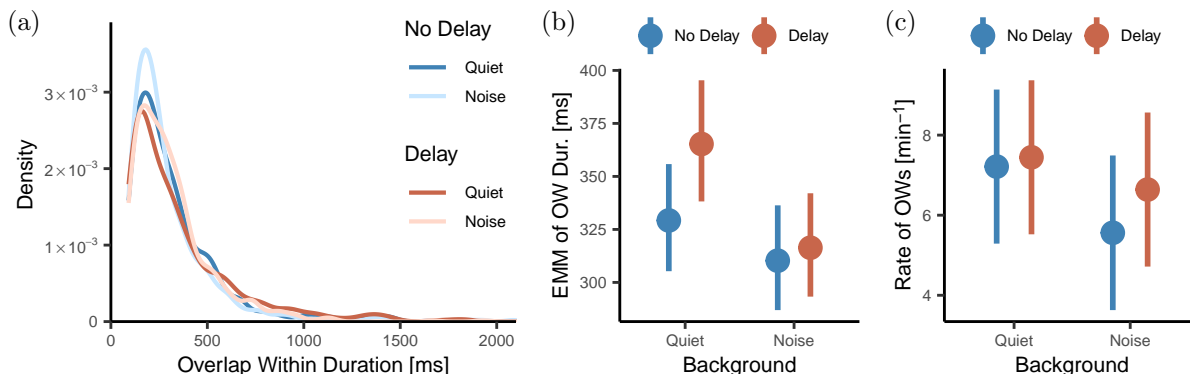 (a)
No Delay
Quiet
Noise
Delay
Quiet
Noise
Density
3×10⁻³
2×10⁻³
1×10⁻³
0
0 500 1000 1500 2000
Overlap Within Duration [ms]
(b)
No Delay Delay
EMM of OW Dur. [ms]
400
375
350
325
300
Quiet Noise
Background
(c)
No Delay Delay
Rate of OWs [min⁻¹]
8
6
4
Quiet Noise
Background